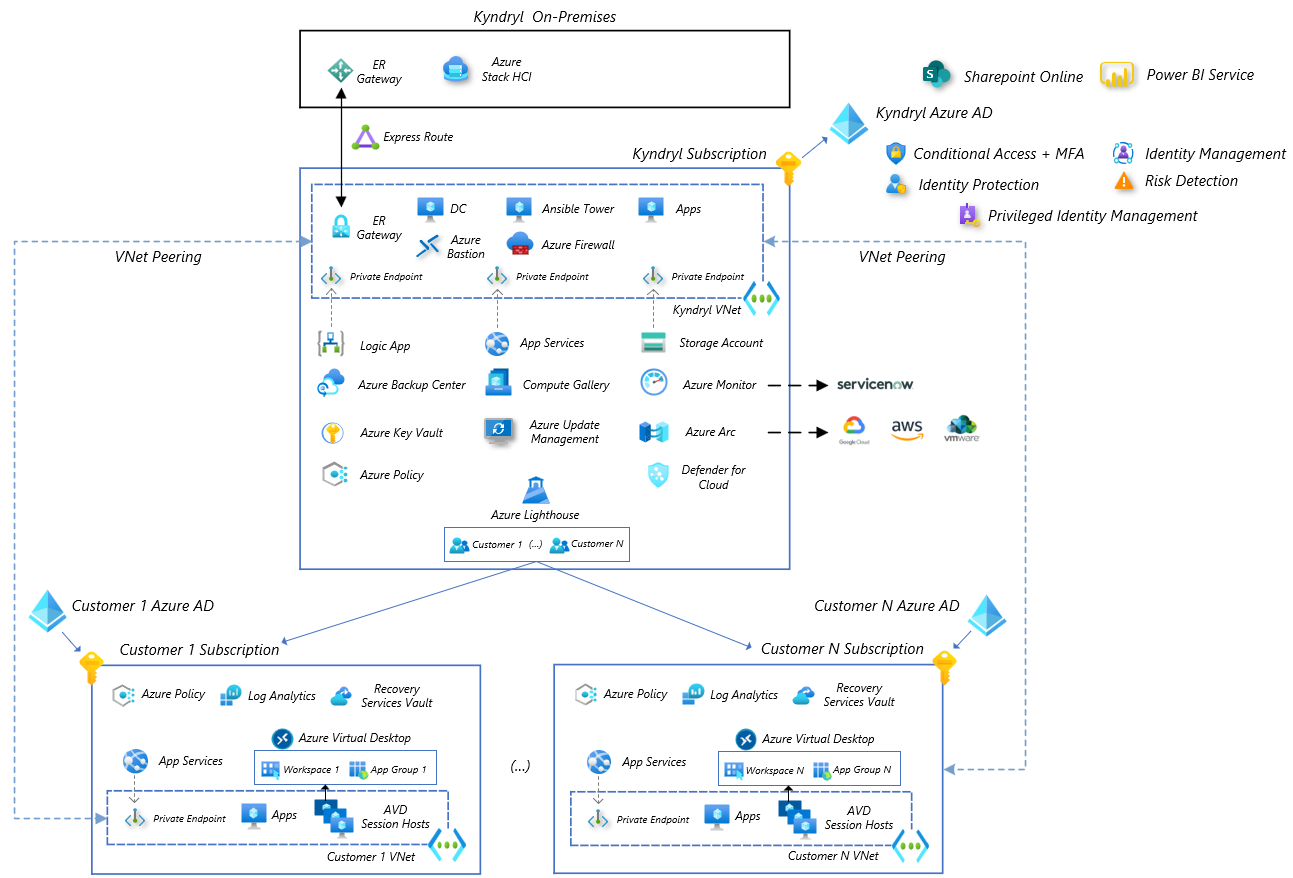 Kyndryl On-Premises
ER
Gateway
Azure
Stack HCI
Sharepoint Online
Power BI Service
Kyndryl Azure AD
Express Route
Kyndryl Subscription
Conditional Access + MFA
Identity Management
Identity Protection
Risk Detection
Privileged Identity Management
ER
Gateway
DC
Ansible Tower
Apps
Azure
Bastion
Azure Firewall
VNet Peering
VNet Peering
Private Endpoint
Private Endpoint
Private Endpoint
Kyndryl VNet
Logic App
App Services
Storage Account
Azure Backup Center
Compute Gallery
Azure Monitor
servicenow
Azure Key Vault
Azure Update
Management
Azure Arc
Google Cloud
aws
vmware
Azure Policy
Defender for
Cloud
Azure Lighthouse
Customer 1
(...)
Customer N
Customer 1 Azure AD
Customer N Azure AD
Customer 1 Subscription
Customer N Subscription
Azure Policy
Log Analytics
Recovery
Services Vault
Azure Policy
Log Analytics
Recovery
Services Vault
App Services
Azure Virtual Desktop
Workspace 1
App Group 1
(...)
App Services
Azure Virtual Desktop
Workspace N
App Group N
Private Endpoint
Apps
AVD
Session Hosts
Customer 1 VNet
Private Endpoint
Apps
AVD
Session Hosts
Customer N VNet